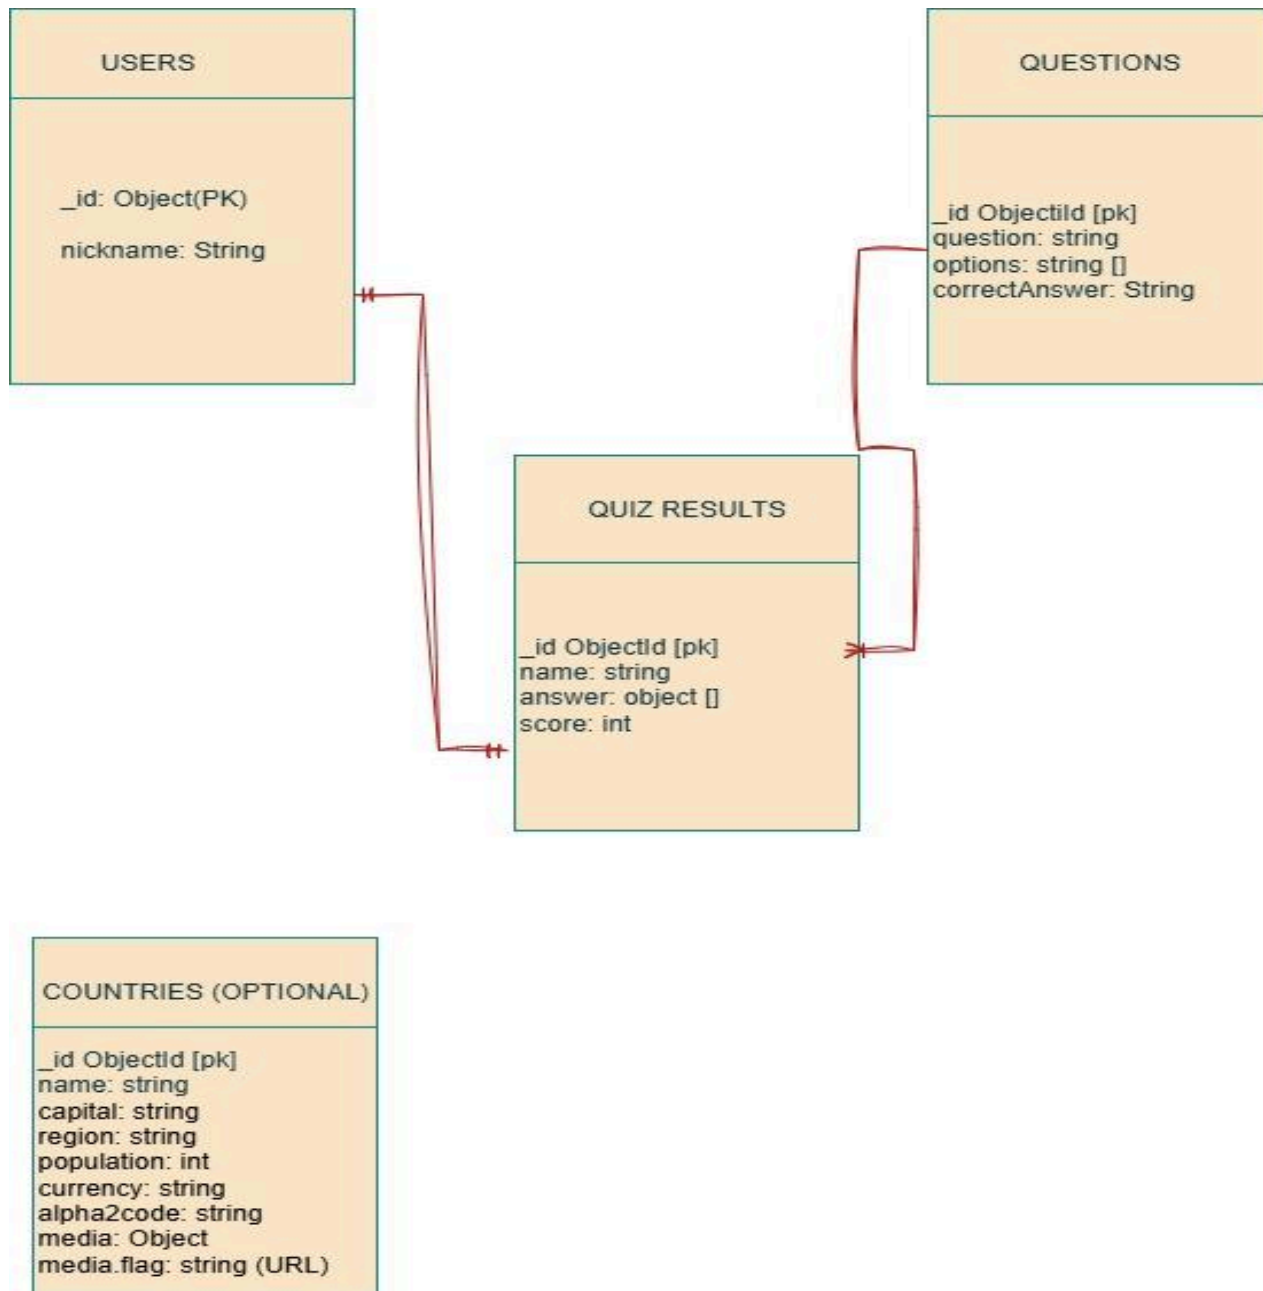 USERS
_id: Object(PK)
nickname: String
QUESTIONS
_id ObjectiId [pk]
question: string
options: string []
correctAnswer: String
QUIZ RESULTS
_id ObjectId [pk]
name: string
answer: object []
score: int
COUNTRIES (OPTIONAL)
_id ObjectId [pk]
name: string
capital: string
region: string
population: int
currency: string
alpha2code: string
media: Object
media.flag: string (URL)